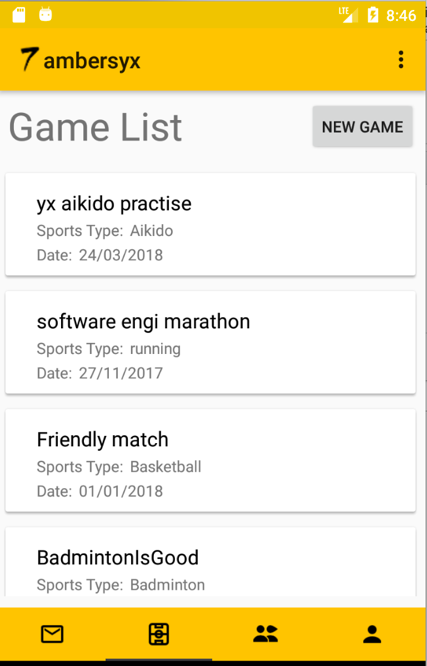 LTE 8:46
7 ambersyx
Game List
NEW GAME
yx aikido practise
Sports Type: Aikido
Date: 24/03/2018
software engi marathon
Sports Type: running
Date: 27/11/2017
Friendly match
Sports Type: Basketball
Date: 01/01/2018
BadmintonIsGood
Sports Type: Badminton